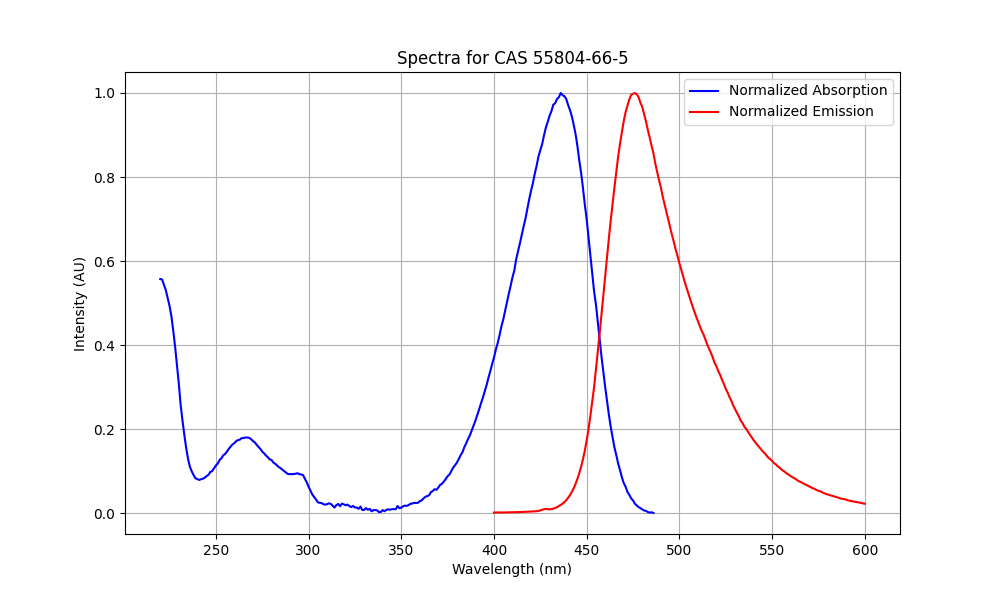 Spectra for CAS 55804-66-5
Normalized Absorption
Normalized Emission
Intensity (AU)
1.0
0.8
0.6
0.4
0.2
0.0
250 300 350 400 450 500 550 600
Wavelength (nm)